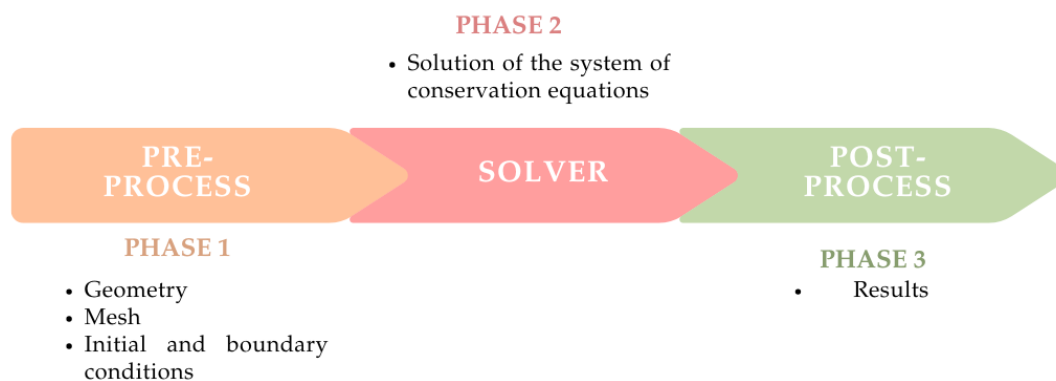 PHASE 2
• Solution of the system of
conservation equations
PRE-
PROCESS
SOLVER
POST-
PROCESS
PHASE 1
• Geometry
• Mesh
• Initial and boundary
conditions
PHASE 3
• Results